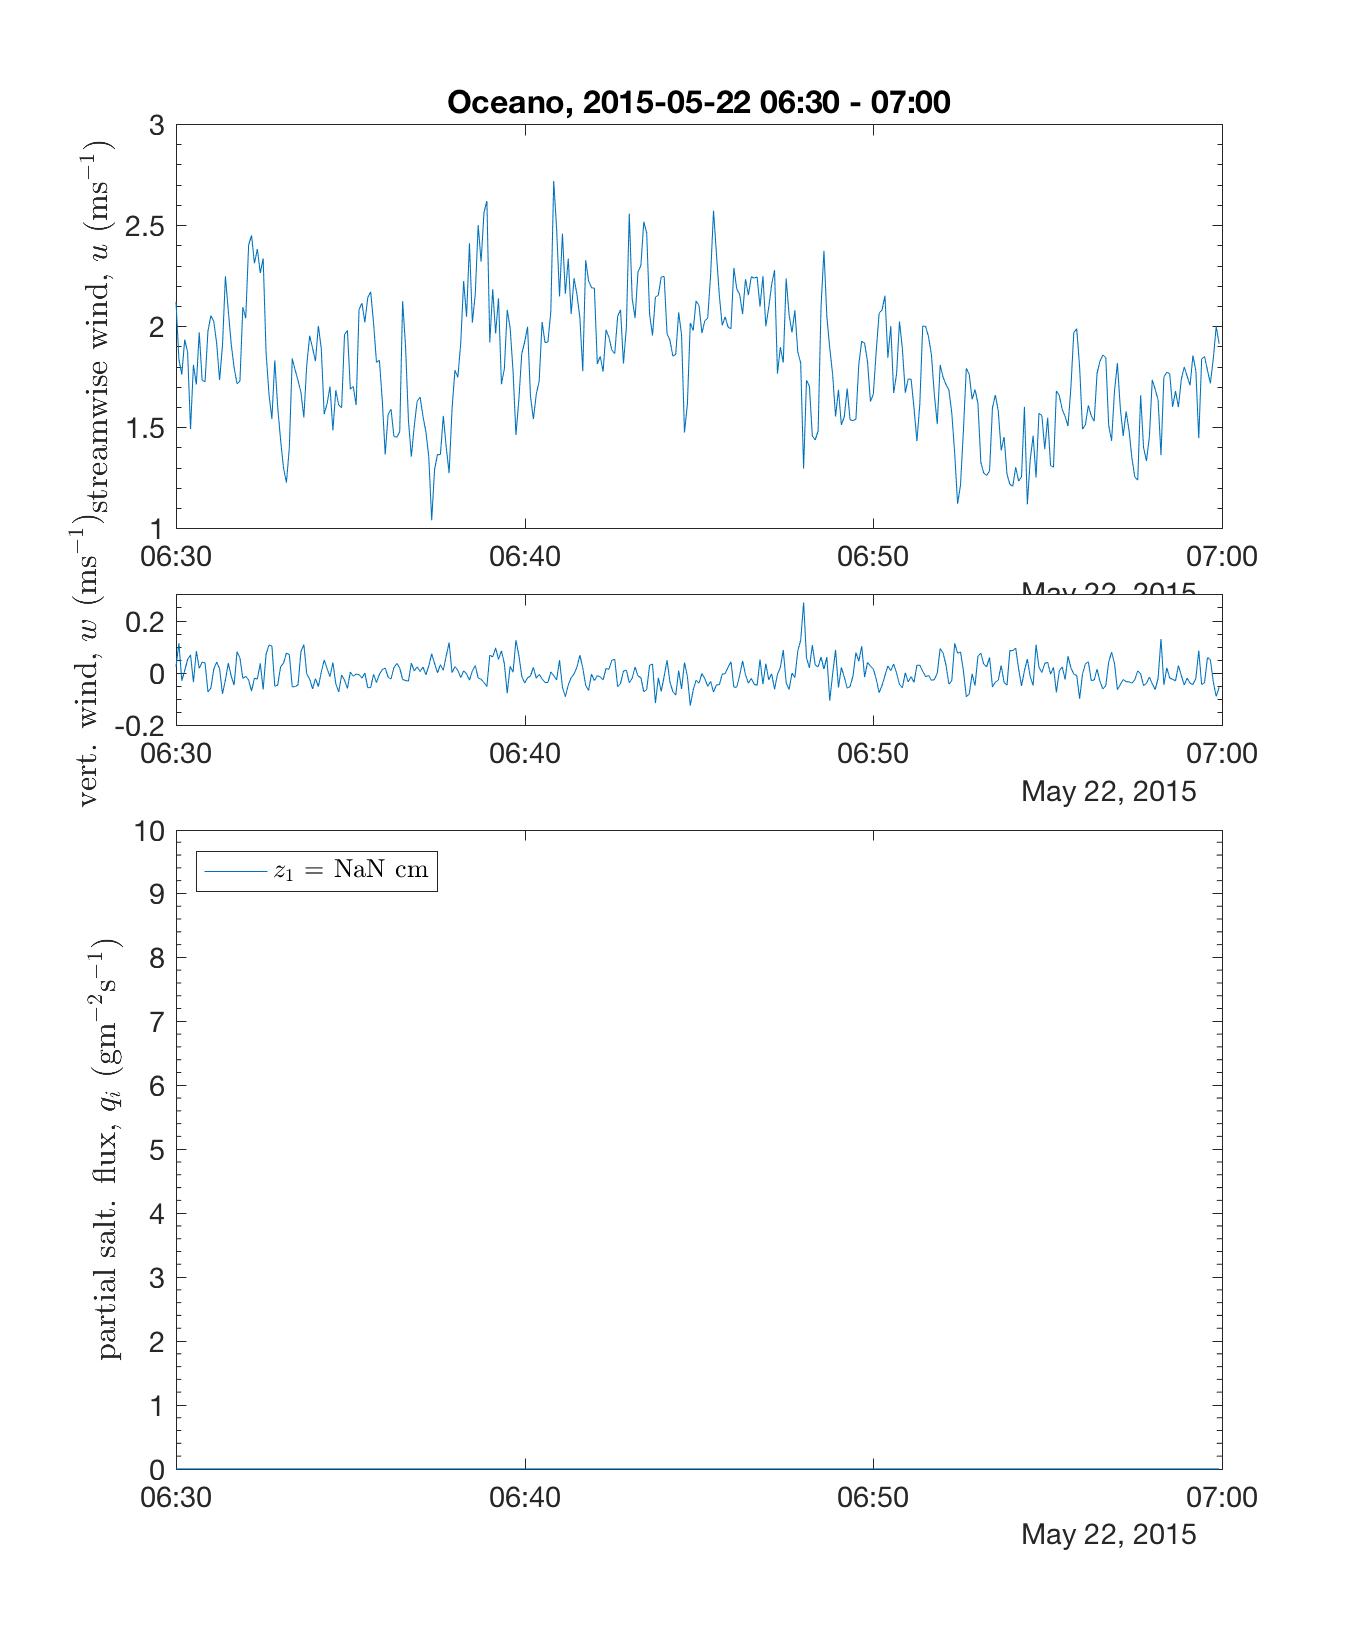 Oceano, 2015-05-22 06:30 - 07:00
streamwise wind, u (ms⁻¹)
3
2.5
2
1.5
1
06:30 06:40 06:50 07:00
May 22, 2015
vert. wind, w (ms⁻¹)
0.2
0
-0.2
06:30 06:40 06:50 07:00
May 22, 2015
partial salt. flux, qᵢ (gm⁻²s⁻¹)
10
9
8
7
6
5
4
3
2
1
0
z₁ = NaN cm
06:30 06:40 06:50 07:00
May 22, 2015